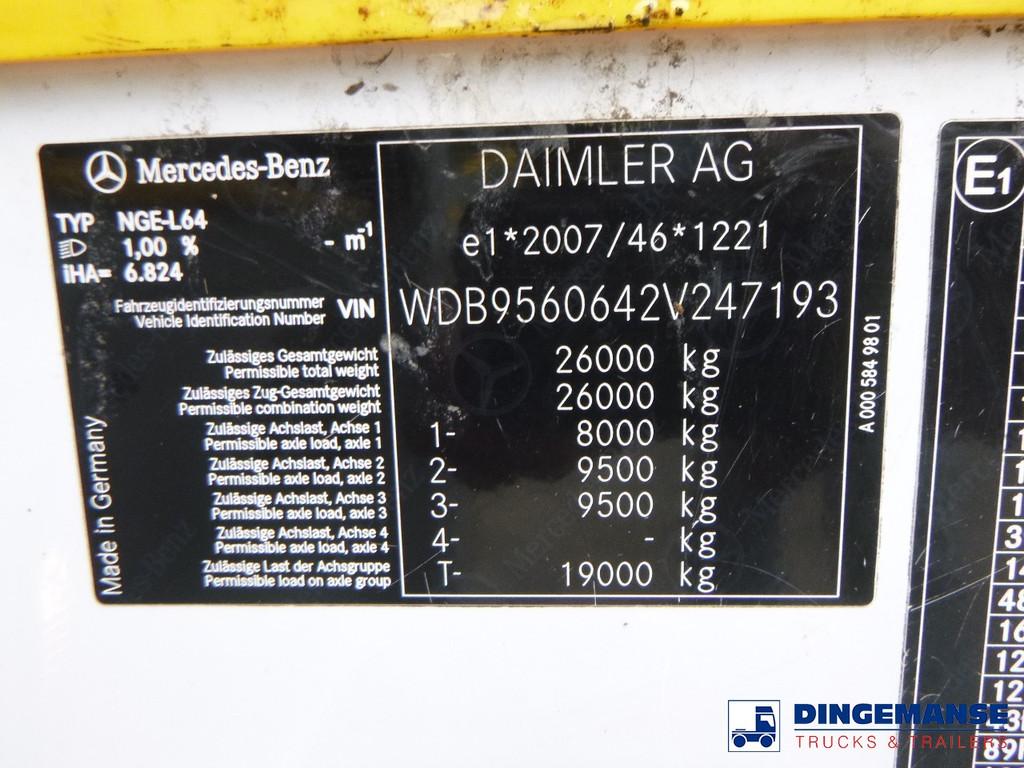 Mercedes-Benz
DAIMLER AG
TYP NGE-L64
1,00 % - m-1
iHA= 6.824
e1*2007/46*1221
Fahrzeugidentifizierungsnummer
Vehicle Identification Number VIN WDB9560642V247193
Zulässiges Gesamtgewicht
Permissible total weight 26000 kg
Zulässiges Zug-Gesamtgewicht
Permissible combination weight 26000 kg
Zulässige Achslast, Achse 1
Permissible axle load, axle 1 1- 8000 kg
Zulässige Achslast, Achse 2
Permissible axle load, axle 2 2- 9500 kg
Zulässige Achslast, Achse 3
Permissible axle load, axle 3 3- 9500 kg
Zulässige Achslast, Achse 4
Permissible axle load, axle 4 4- - kg
Zulässige Last der Achsgruppe
Permissible load on axle group T- 19000 kg
Made in Germany
A 000 584 98 01
E1
48
16
12
12
DINGEMANSE
TRUCKS & TRAILERS